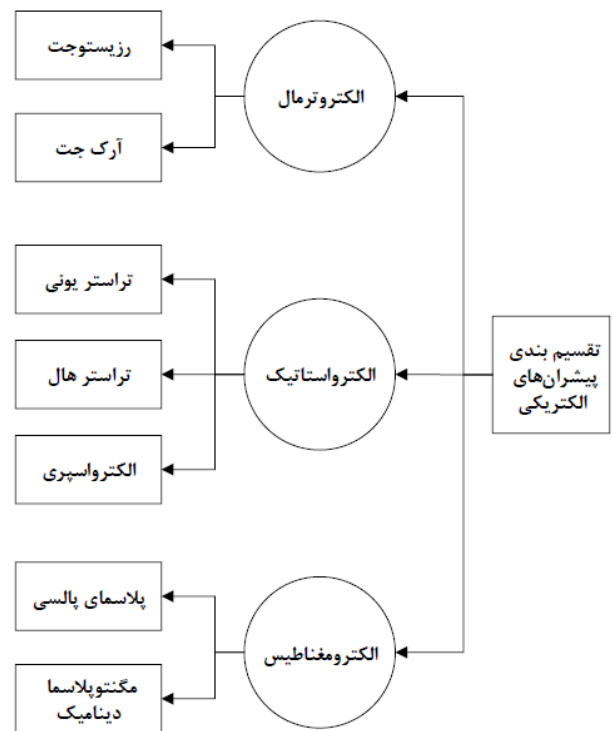 تقسیم بندی
پیشران‌های
الکتریکی
الکتروترمال
رزیستوجت
آرک جت
الکترواستاتیک
تراستر یونی
تراستر هال
الکترواسپری
الکترومغناطیس
پلاسمای پالسی
مگنتوپلاسما
دینامیک